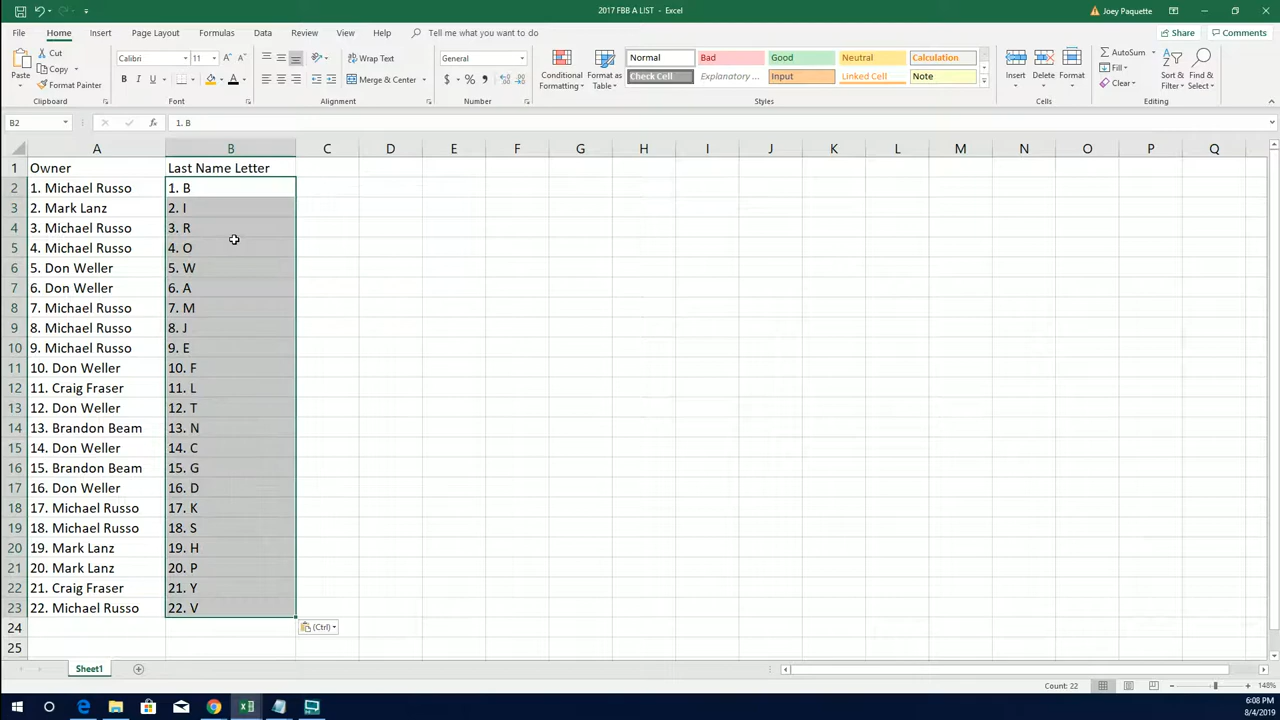 2017 FBB A LIST - Excel
Joey Paquette
File Home Insert Page Layout Formulas Data Review View Help Tell me what you want to do
Share Comments
Paste
Cut
Copy
Format Painter
Clipboard
Calibri 11
B I U
Font
Wrap Text
Merge & Center
Alignment
General
$ % ,
Number
Conditional Formatting
Format as Table
Normal Bad Good Neutral Calculation
Check Cell Explanatory ... Input Linked Cell Note
Styles
Insert Delete Format
Cells
AutoSum
Fill
Clear
Sort & Filter
Find & Select
Editing
B2 fx 1. B
A B C D E F G H I J K L M N O P Q
1 Owner Last Name Letter
2 1. Michael Russo 1. B
3 2. Mark Lanz 2. I
4 3. Michael Russo 3. R
5 4. Michael Russo 4. O
6 5. Don Weller 5. W
7 6. Don Weller 6. A
8 7. Michael Russo 7. M
9 8. Michael Russo 8. J
10 9. Michael Russo 9. E
11 10. Don Weller 10. F
12 11. Craig Fraser 11. L
13 12. Don Weller 12. T
14 13. Brandon Beam 13. N
15 14. Don Weller 14. C
16 15. Brandon Beam 15. G
17 16. Don Weller 16. D
18 17. Michael Russo 17. K
19 18. Michael Russo 18. S
20 19. Mark Lanz 19. H
21 20. Mark Lanz 20. P
22 21. Craig Fraser 21. Y
23 22. Michael Russo 22. V
24 (Ctrl)
25
Sheet1
Count: 22 148%
6:08 PM
8/4/2019